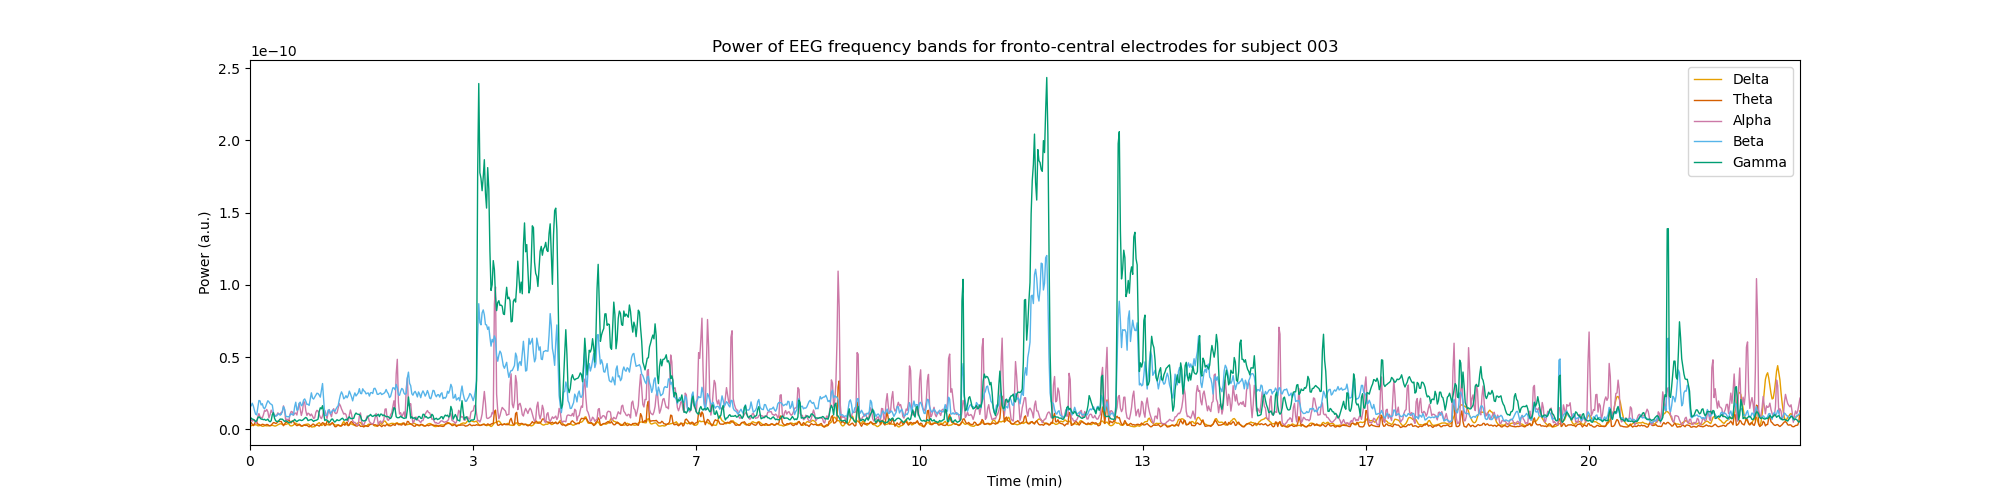 Power of EEG frequency bands for fronto-central electrodes for subject 003
1e−10
2.5
2.0
1.5
1.0
0.5
0.0
Power (a.u.)
Delta
Theta
Alpha
Beta
Gamma
0 3 7 10 13 17 20
Time (min)